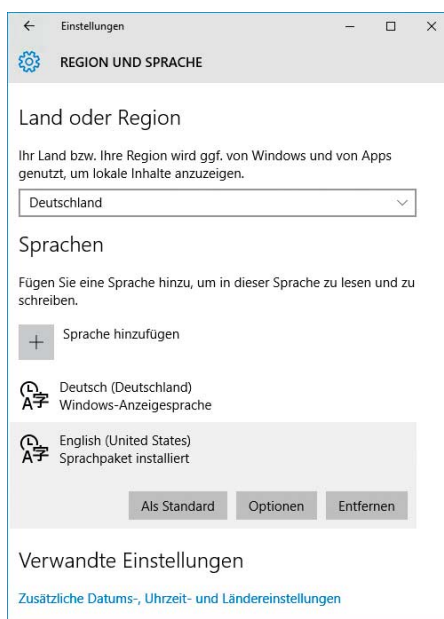 Einstellungen
REGION UND SPRACHE
Land oder Region
Ihr Land bzw. Ihre Region wird ggf. von Windows und von Apps
genutzt, um lokale Inhalte anzuzeigen.
Deutschland
Sprachen
Fügen Sie eine Sprache hinzu, um in dieser Sprache zu lesen und zu
schreiben.
Sprache hinzufügen
Deutsch (Deutschland)
Windows-Anzeigesprache
English (United States)
Sprachpaket installiert
Als Standard Optionen Entfernen
Verwandte Einstellungen
Zusätzliche Datums-, Uhrzeit- und Ländereinstellungen